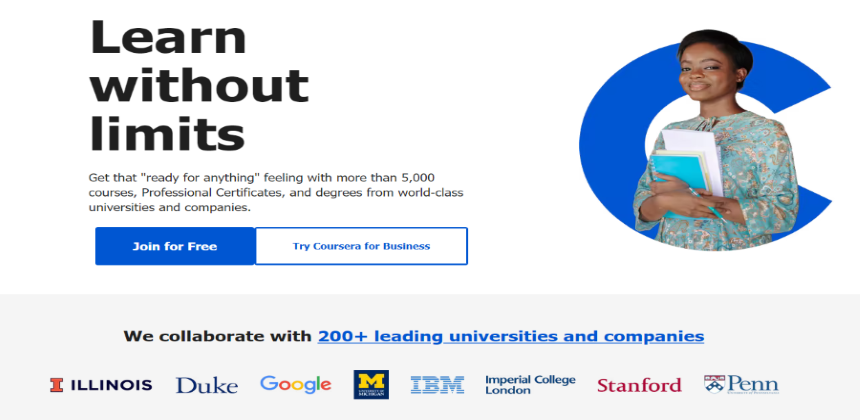 Learn
without
limits
Get that "ready for anything" feeling with more than 5,000
courses, Professional Certificates, and degrees from world-class
universities and companies.
Join for Free
Try Coursera for Business
We collaborate with 200+ leading universities and companies
I ILLINOIS
Duke
Google
M
UNIVERSITY OF
MICHIGAN
IBM
Imperial College
London
Stanford
Penn